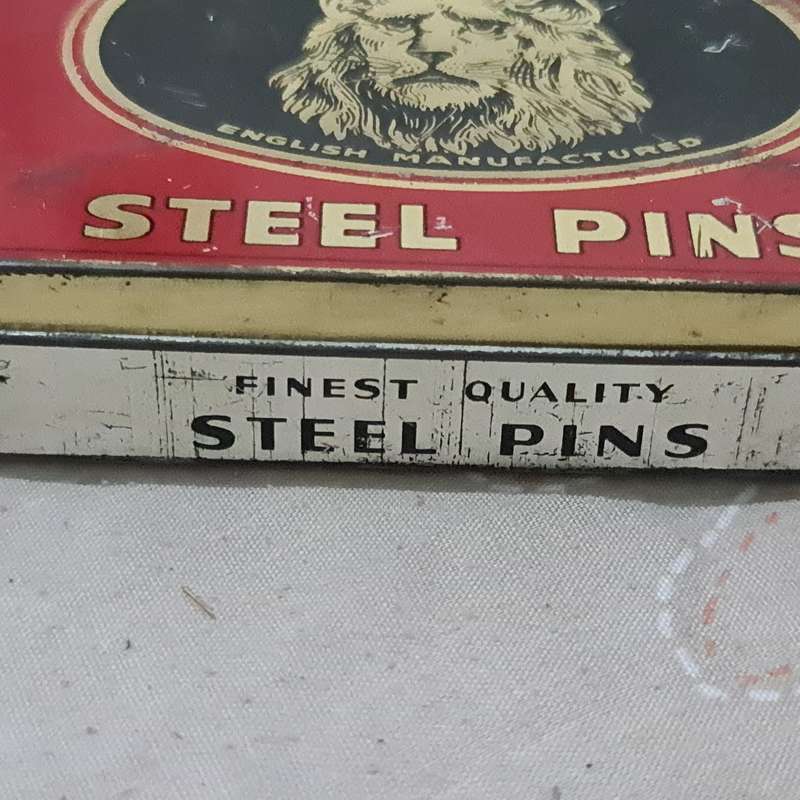 ENGLISH MANUFACTURED
STEEL PINS
FINEST QUALITY
STEEL PINS